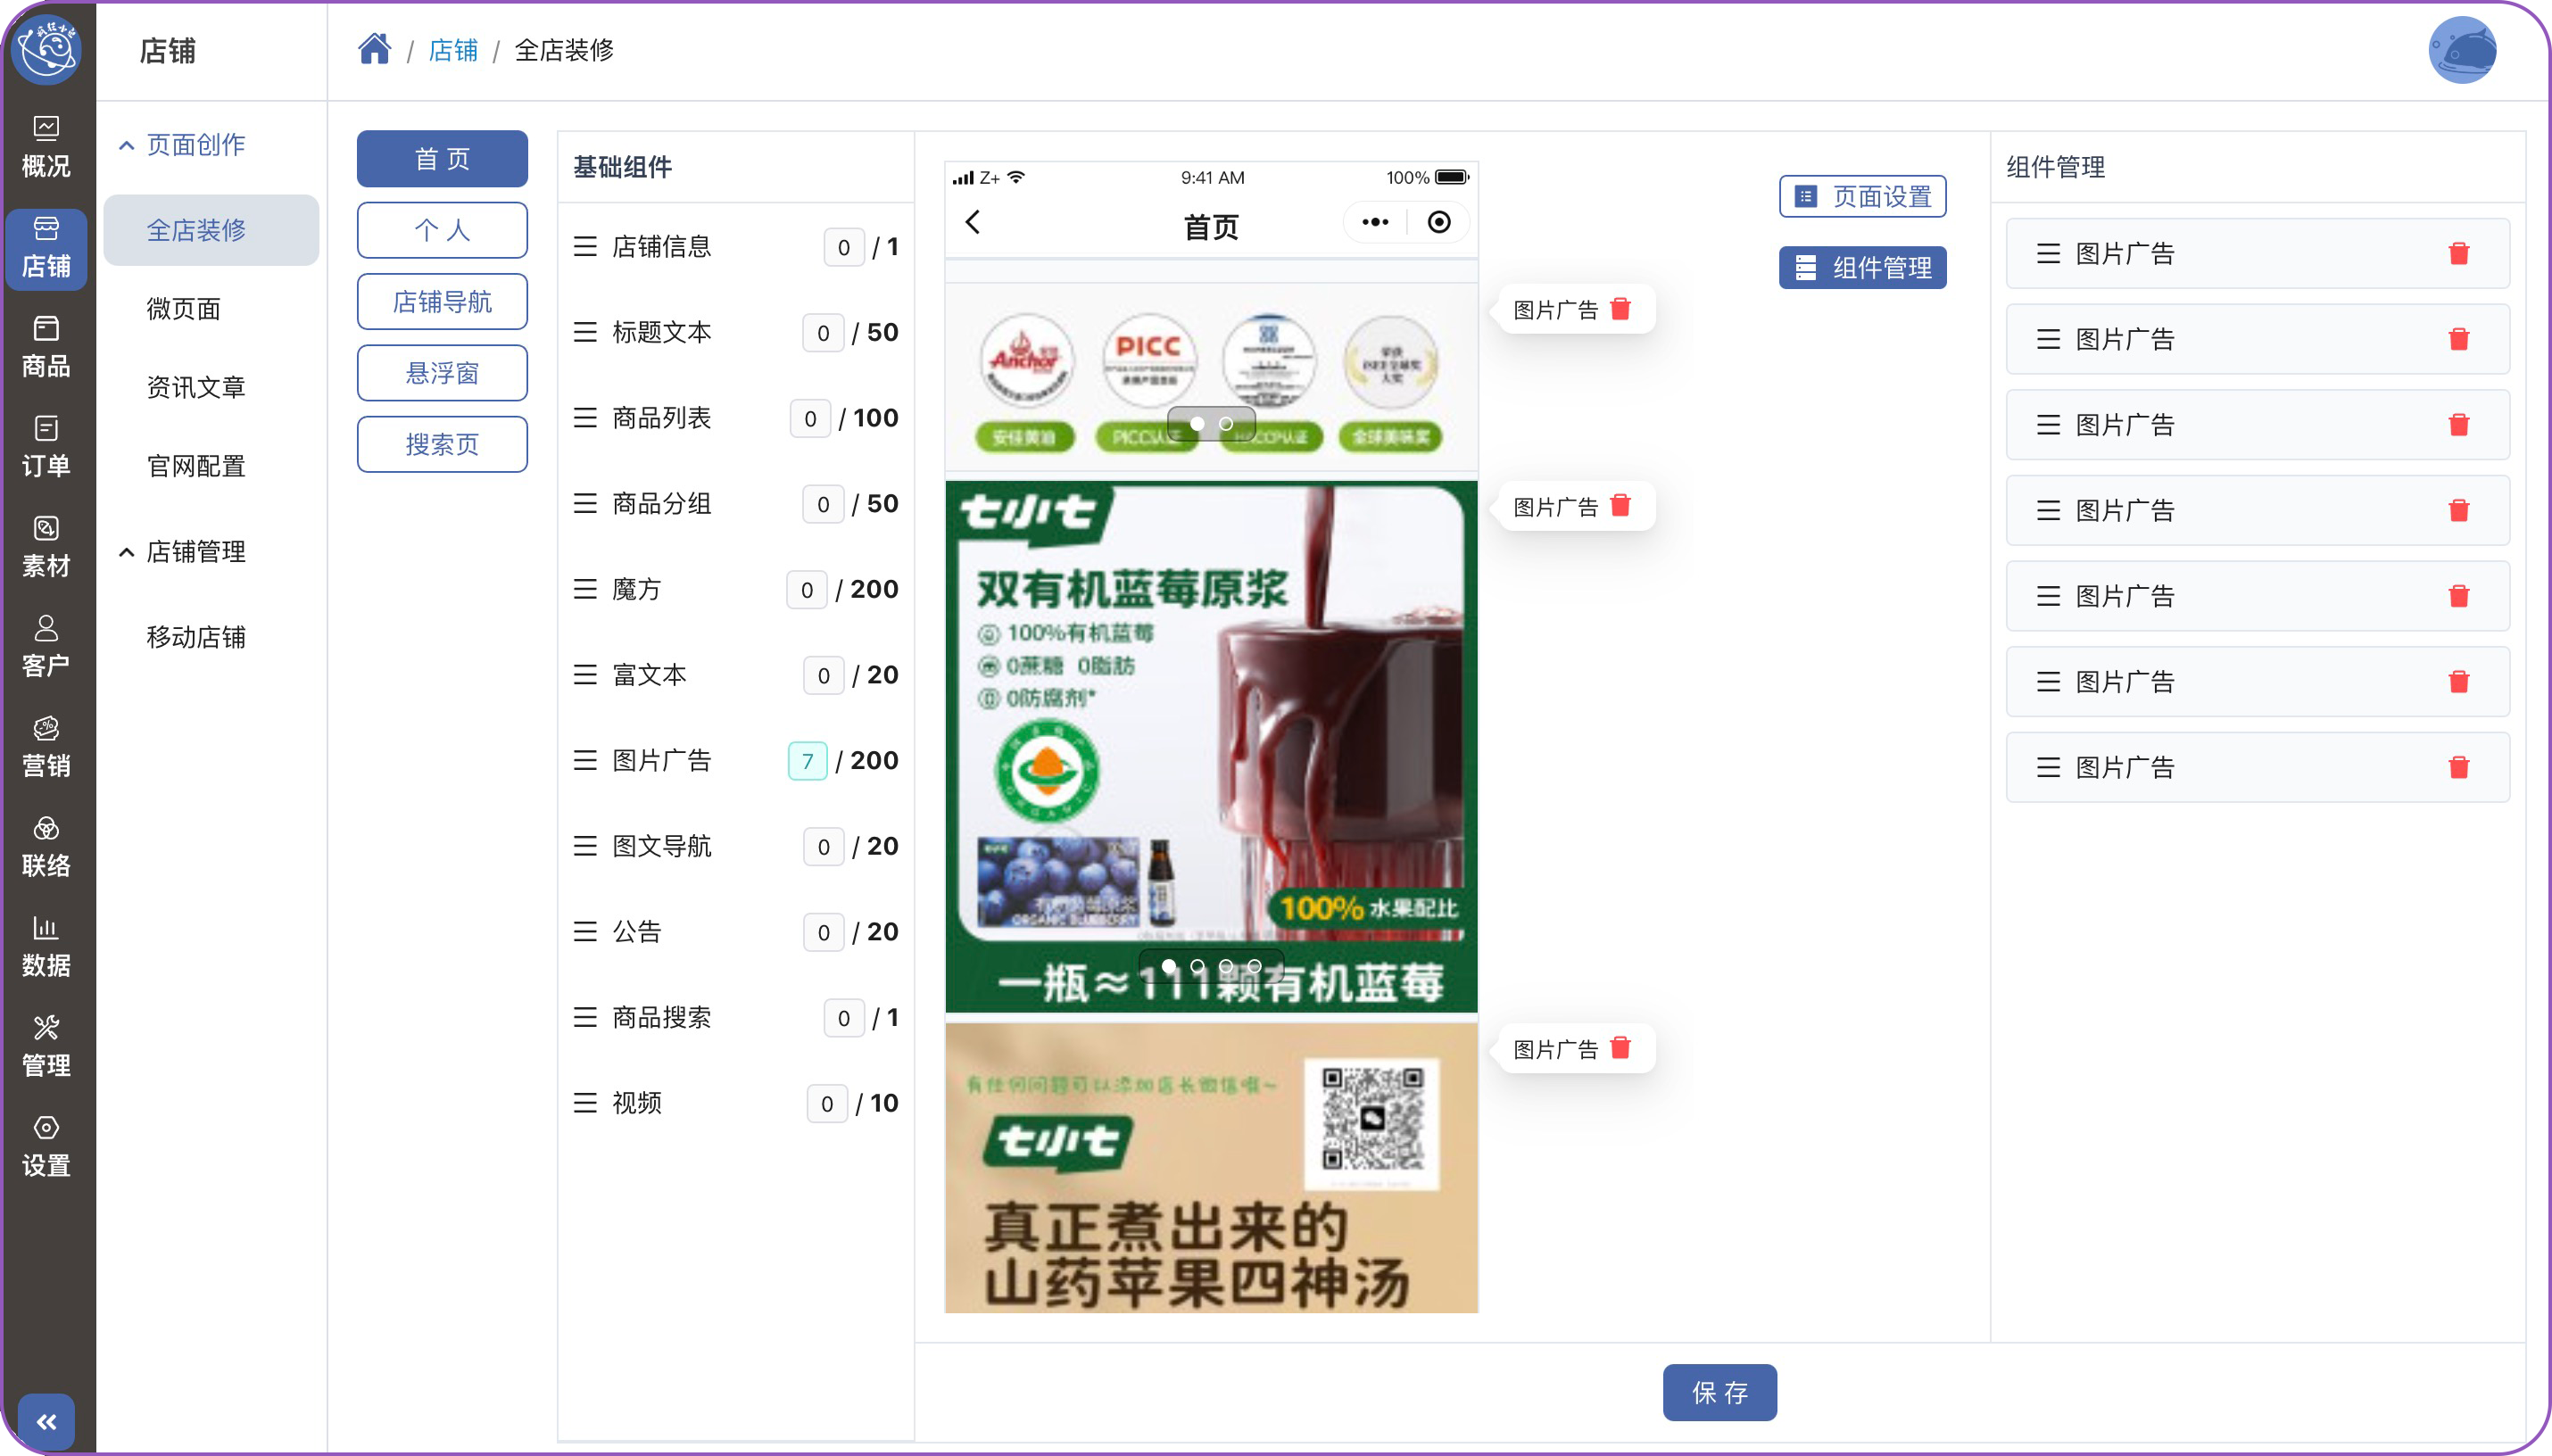 店铺
/ 店铺 / 全店装修
概况
店铺
商品
订单
素材
客户
营销
联络
数据
管理
设置
页面创作
全店装修
微页面
资讯文章
官网配置
店铺管理
移动店铺
首 页
个 人
店铺导航
悬浮窗
搜索页
基础组件
店铺信息 0 / 1
标题文本 0 / 50
商品列表 0 / 100
商品分组 0 / 50
魔方 0 / 200
富文本 0 / 20
图片广告 7 / 200
图文导航 0 / 20
公告 0 / 20
商品搜索 0 / 1
视频 0 / 10
Z+ 9:41 AM 100%
首页
Anchor
PICC
安佳黄油 PICC认证 HACCP认证 全球美味奖
七小七
双有机蓝莓原浆
100%有机蓝莓
0蔗糖 0脂肪
0防腐剂*
ORGANIC
ORGANIC BLUEBERRY
100% 水果配比
一瓶≈111颗有机蓝莓
有任何问题可以添加店长微信哦~
七小七
真正煮出来的
山药苹果四神汤
图片广告
图片广告
图片广告
页面设置
组件管理
组件管理
图片广告
图片广告
图片广告
图片广告
图片广告
图片广告
图片广告
保 存